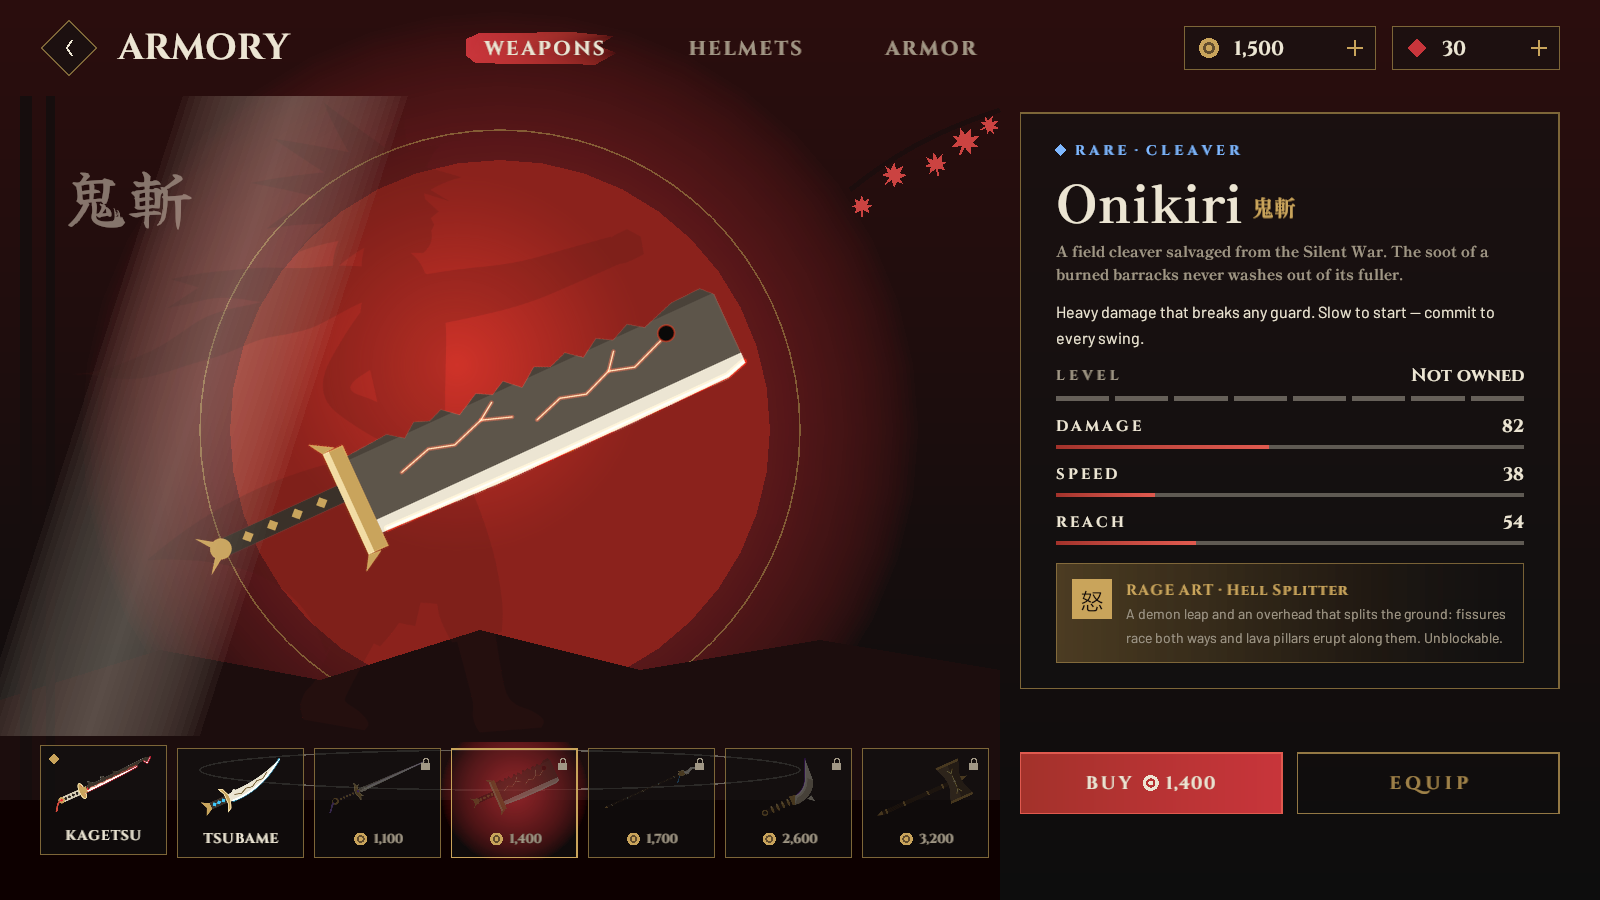 ARMORY
WEAPONS
HELMETS
ARMOR
1,500
30
鬼斬
RARE · CLEAVER
Onikiri 鬼斬
A field cleaver salvaged from the Silent War. The soot of a
burned barracks never washes out of its fuller.
Heavy damage that breaks any guard. Slow to start — commit to
every swing.
LEVEL
NOT OWNED
DAMAGE
82
SPEED
38
REACH
54
怒
RAGE ART · HELL SPLITTER
A demon leap and an overhead that splits the ground: fissures
race both ways and lava pillars erupt along them. Unblockable.
KAGETSU
TSUBAME
1,100
1,400
1,700
2,600
3,200
BUY 1,400
EQUIP